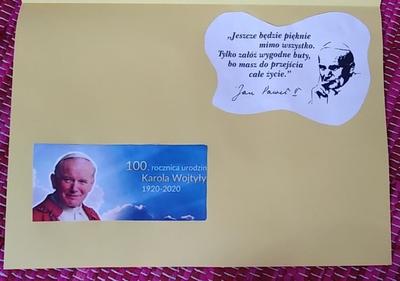 „Jeszcze będzie pięknie
mimo wszystko.
Tylko załóż wygodne buty,
bo masz do przejścia
całe życie.”
Jan Paweł II
100. rocznica urodzin
Karola Wojtyły
1920-2020